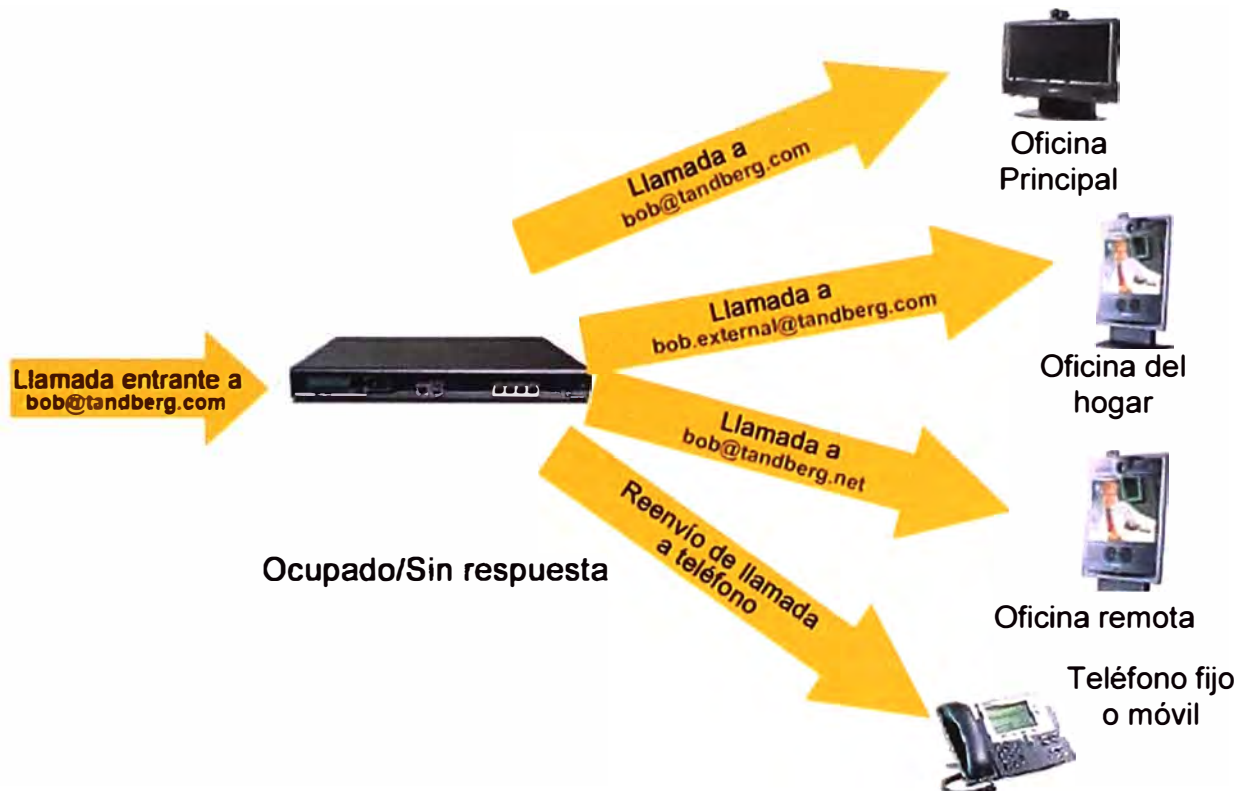 Llamada entrante a
bob@tandberg.com
Llamada a
bob@tandberg.com
Oficina
Principal
Llamada a
bob.external@tandberg.com
Oficina del
hogar
Llamada a
bob@tandberg.net
Oficina remota
Ocupado/Sin respuesta
Reenvío de llamada
a teléfono
Teléfono fijo
o móvil